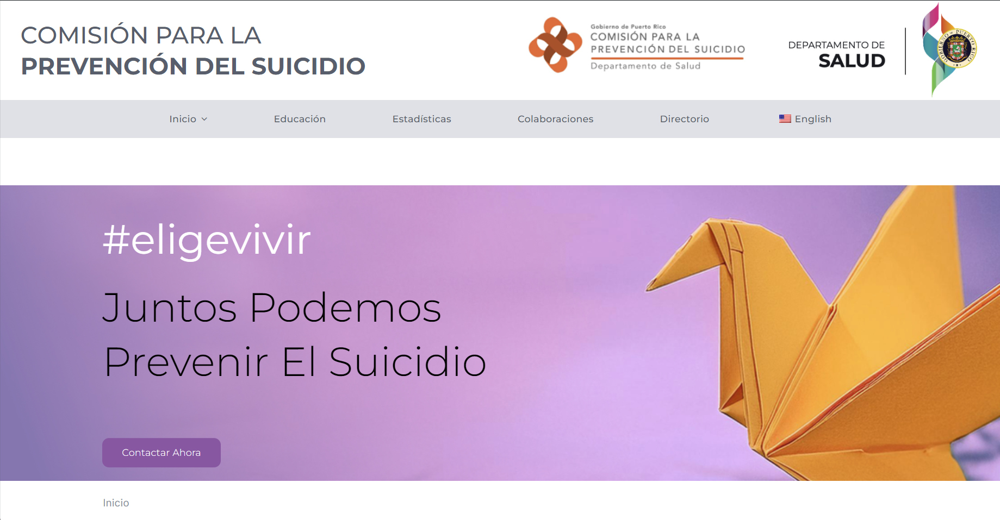 COMISIÓN PARA LA
PREVENCIÓN DEL SUICIDIO
Gobierno de Puerto Rico
COMISIÓN PARA LA
PREVENCIÓN DEL SUICIDIO
Departamento de Salud
DEPARTAMENTO DE
SALUD
GOBIERNO DE PUERTO RICO
Inicio
Educación
Estadísticas
Colaboraciones
Directorio
English
#eligevivir
Juntos Podemos
Prevenir El Suicidio
Contactar Ahora
Inicio